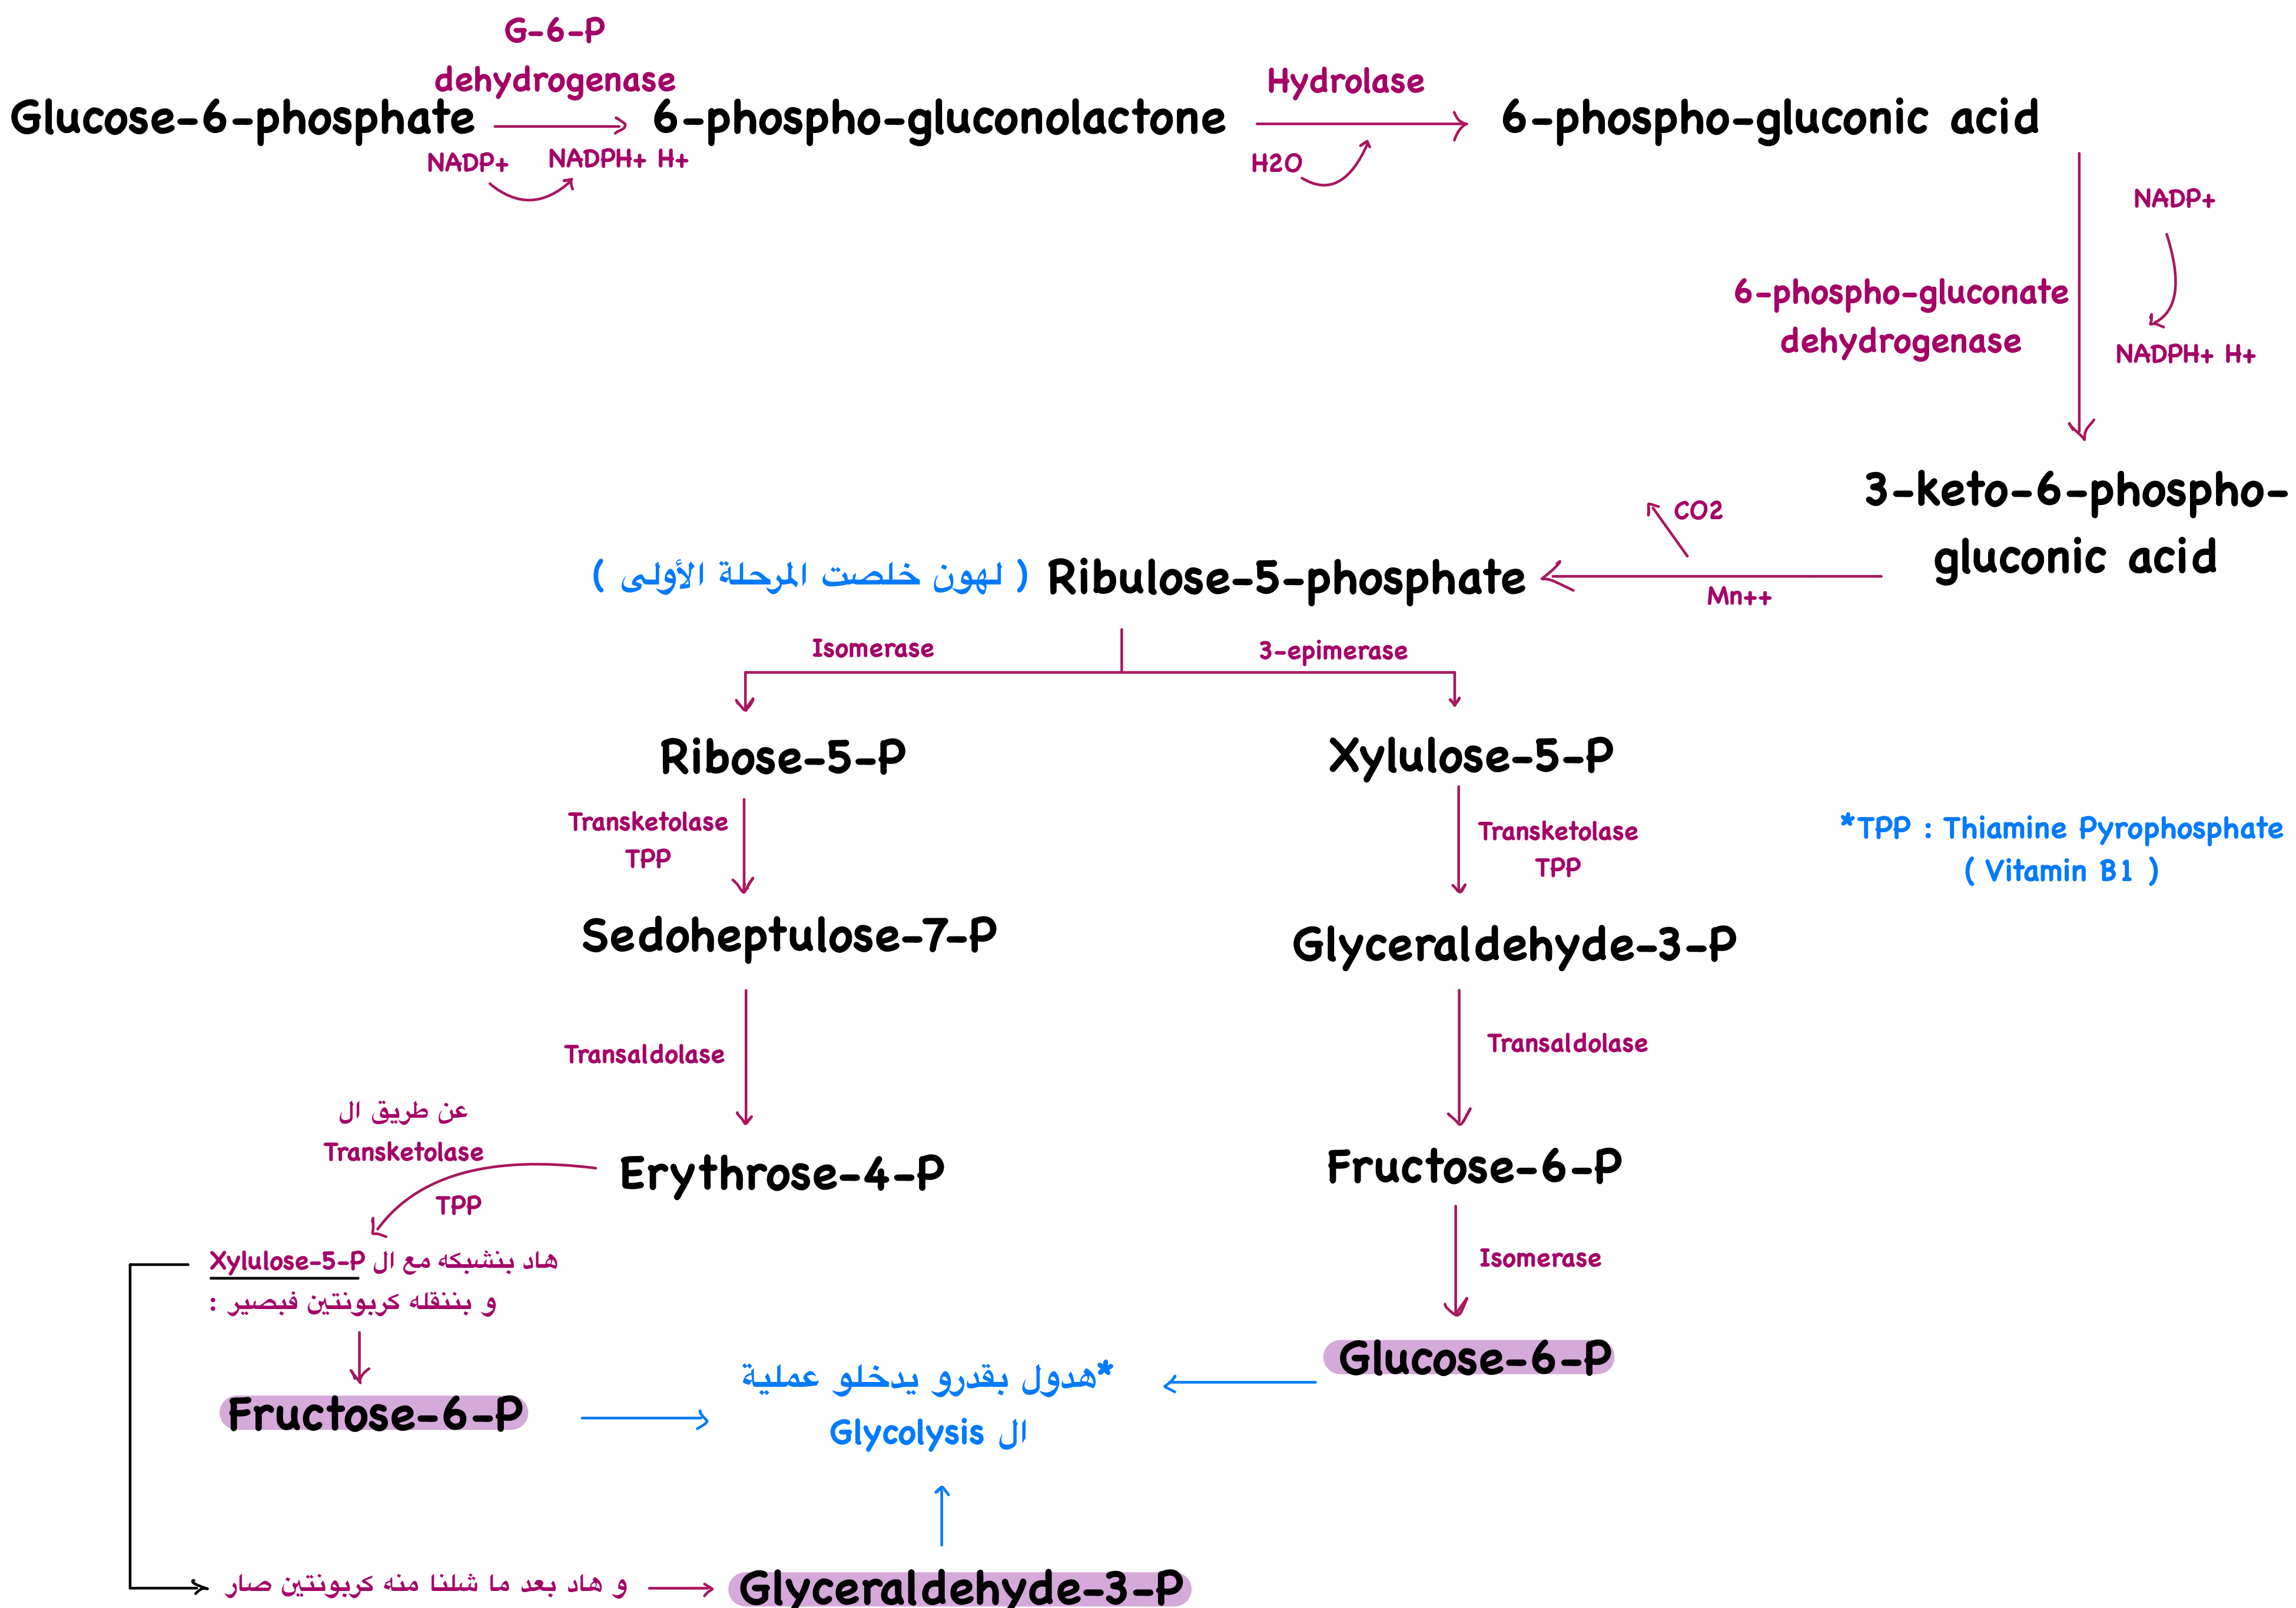 G-6-P
dehydrogenase
Glucose-6-phosphate
NADP+
NADPH+ H+
6-phospho-gluconolactone
Hydrolase
H2O
6-phospho-gluconic acid
NADP+
6-phospho-gluconate
dehydrogenase
NADPH+ H+
3-keto-6-phospho-
gluconic acid
CO2
Mn++
Ribulose-5-phosphate
( لهون خلصت المرحلة الأولى )
Isomerase
3-epimerase
Ribose-5-P
Xylulose-5-P
Transketolase
TPP
Transketolase
TPP
*TPP : Thiamine Pyrophosphate
( Vitamin B1 )
Sedoheptulose-7-P
Glyceraldehyde-3-P
Transaldolase
Transaldolase
عن طريق ال
Transketolase
TPP
Erythrose-4-P
Fructose-6-P
هاد بنشبكه مع ال Xylulose-5-P
و بننقله كربونتين فبصير :
Isomerase
Fructose-6-P
Glucose-6-P
*هدول بقدرو يدخلو عملية
ال Glycolysis
و هاد بعد ما شلنا منه كربونتين صار
Glyceraldehyde-3-P